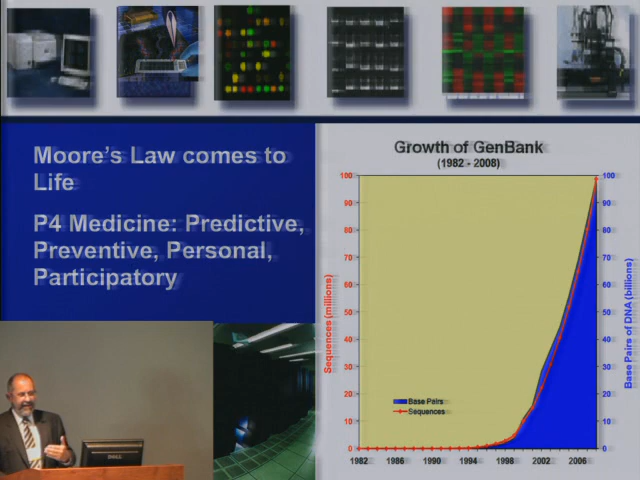 Moore's Law comes to
Life
P4 Medicine: Predictive,
Preventive, Personal,
Participatory
Growth of GenBank
(1982 - 2008)
Sequences (millions)
100
90
80
70
60
50
40
30
20
10
0
Base Pairs
Sequences
1982 1986 1990 1994 1998 2002 2006
100
90
80
70
60
50
40
30
20
10
0
Base Pairs of DNA (billions)
DELL